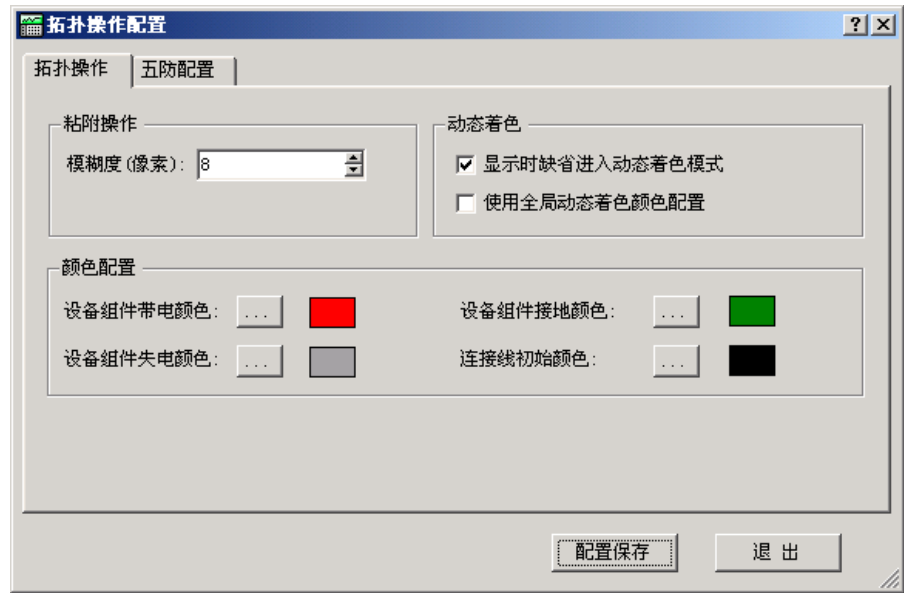 拓扑操作配置
拓扑操作 五防配置
粘附操作
模糊度(像素): 8
动态着色
显示时缺省进入动态着色模式
使用全局动态着色颜色配置
颜色配置
设备组件带电颜色: ... 设备组件接地颜色: ...
设备组件失电颜色: ... 连接线初始颜色: ...
配置保存 退 出